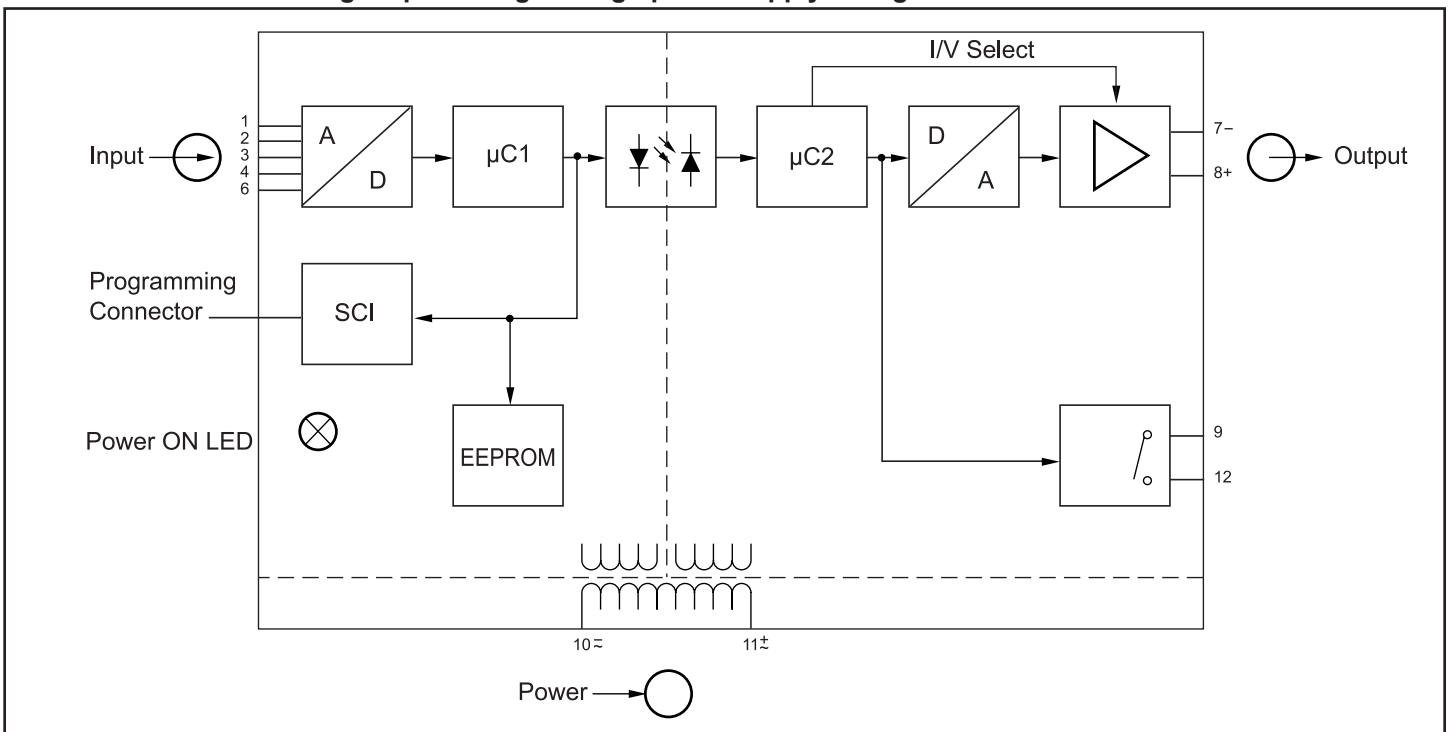 I/V Select
1
2
3
4
6
Input
A
D
µC1
µC2
D
A
7−
8+
Output
Programming
Connector
SCI
Power ON LED
EEPROM
9
12
10
11
Power